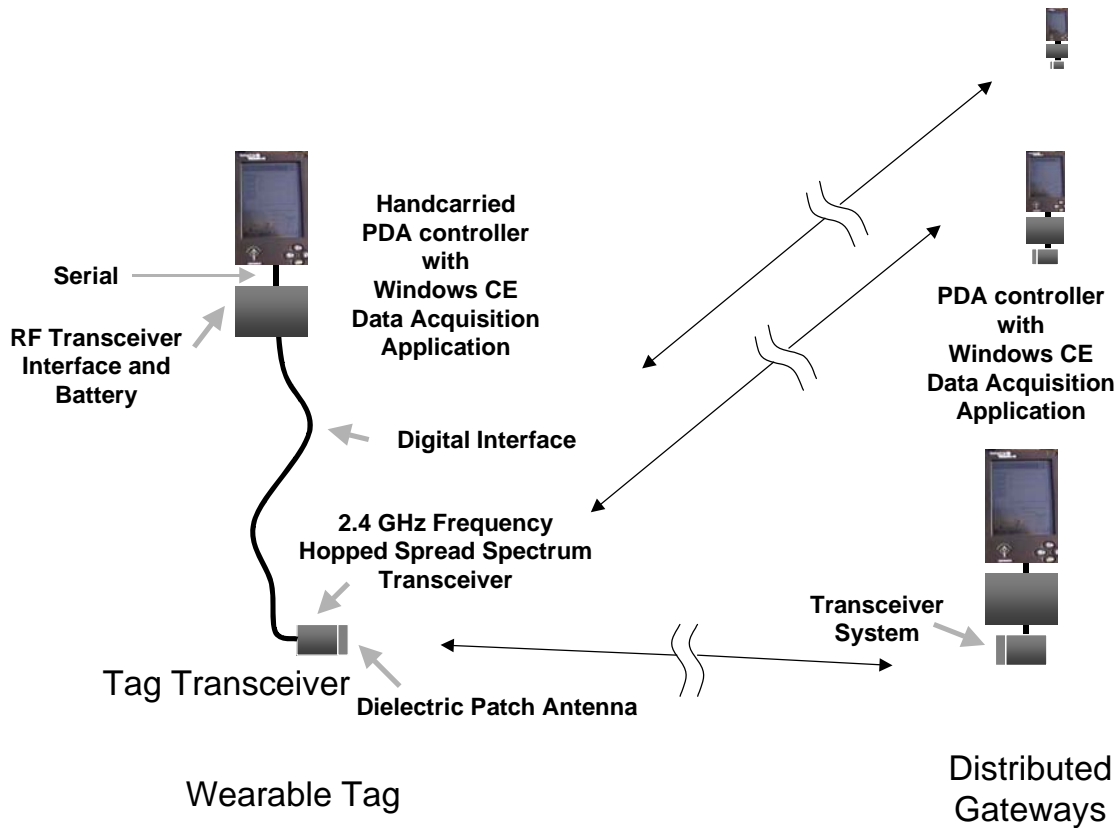 Handcarried
PDA controller
with
Windows CE
Data Acquisition
Application
Serial
RF Transceiver
Interface and
Battery
Digital Interface
2.4 GHz Frequency
Hopped Spread Spectrum
Transceiver
Tag Transceiver
Dielectric Patch Antenna
Wearable Tag
PDA controller
with
Windows CE
Data Acquisition
Application
Transceiver
System
Distributed
Gateways